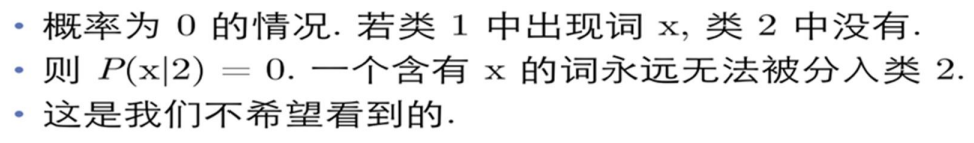 • 概率为 0 的情况. 若类 1 中出现词 x, 类 2 中没有.
• 则 P(x|2) = 0. 一个含有 x 的词永远无法被分入类 2.
• 这是我们不希望看到的.